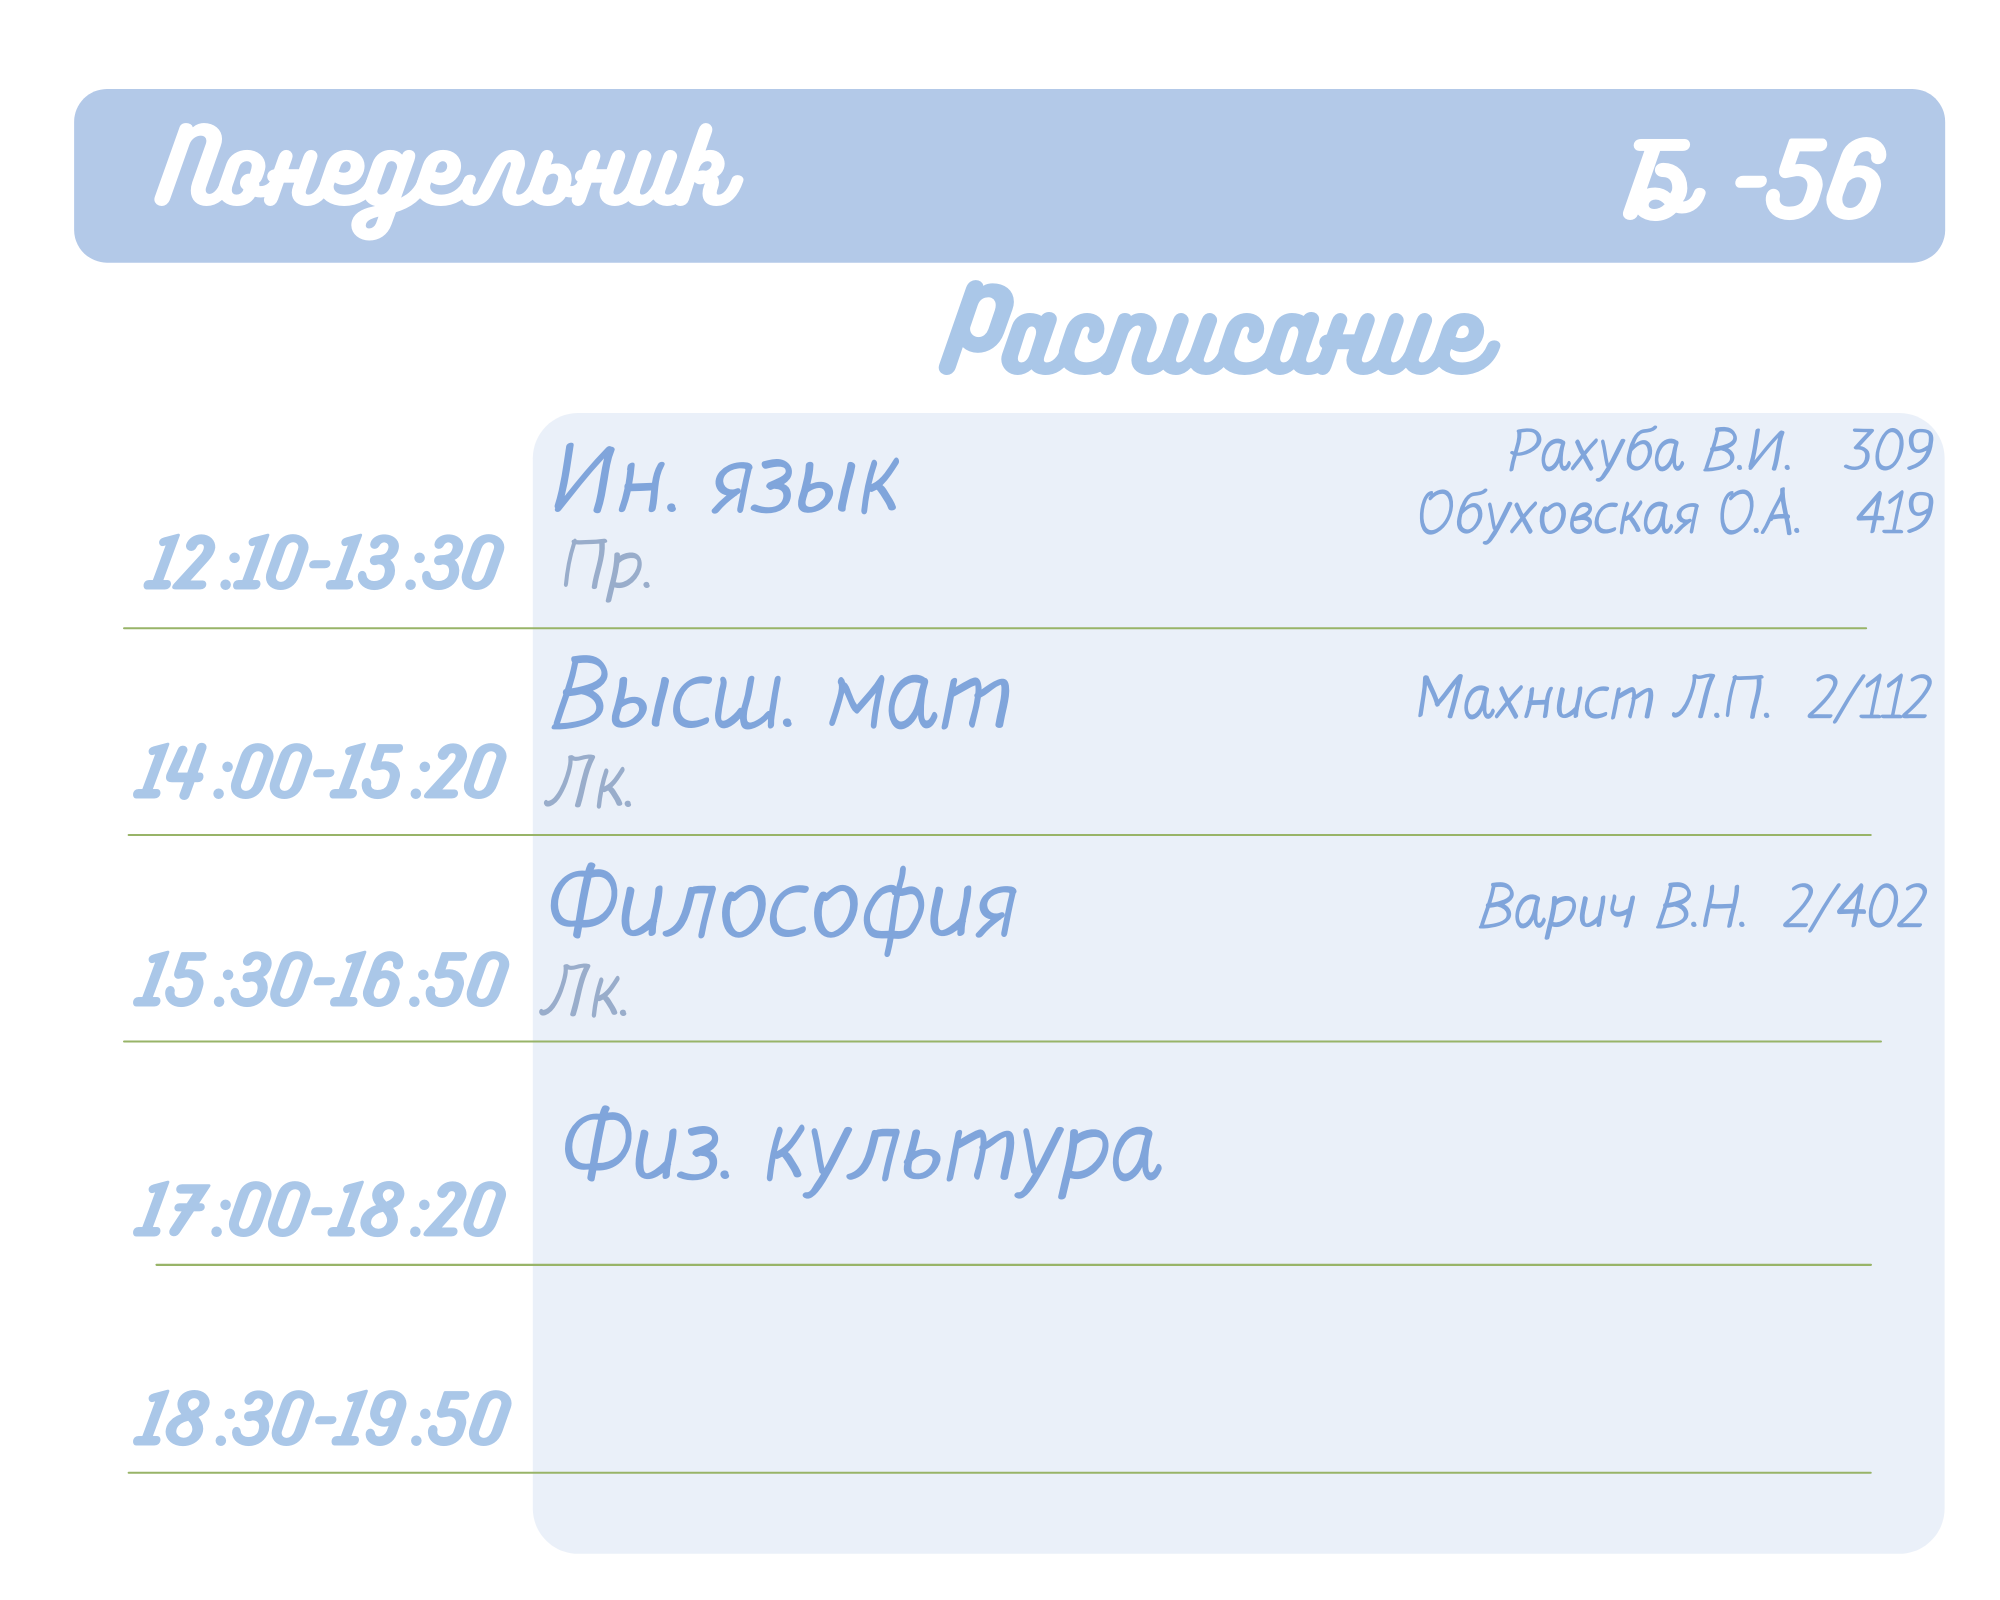 Понедельник Б -56
Расписание
Ин. язык Рахуба В.И. 309
Обуховская О.А. 419
12:10-13:30 Пр.
Высш. мат Махнист Л.П. 2/112
14:00-15:20 Лк.
Философия Варич В.Н. 2/402
15:30-16:50 Лк.
Физ. культура
17:00-18:20
18:30-19:50